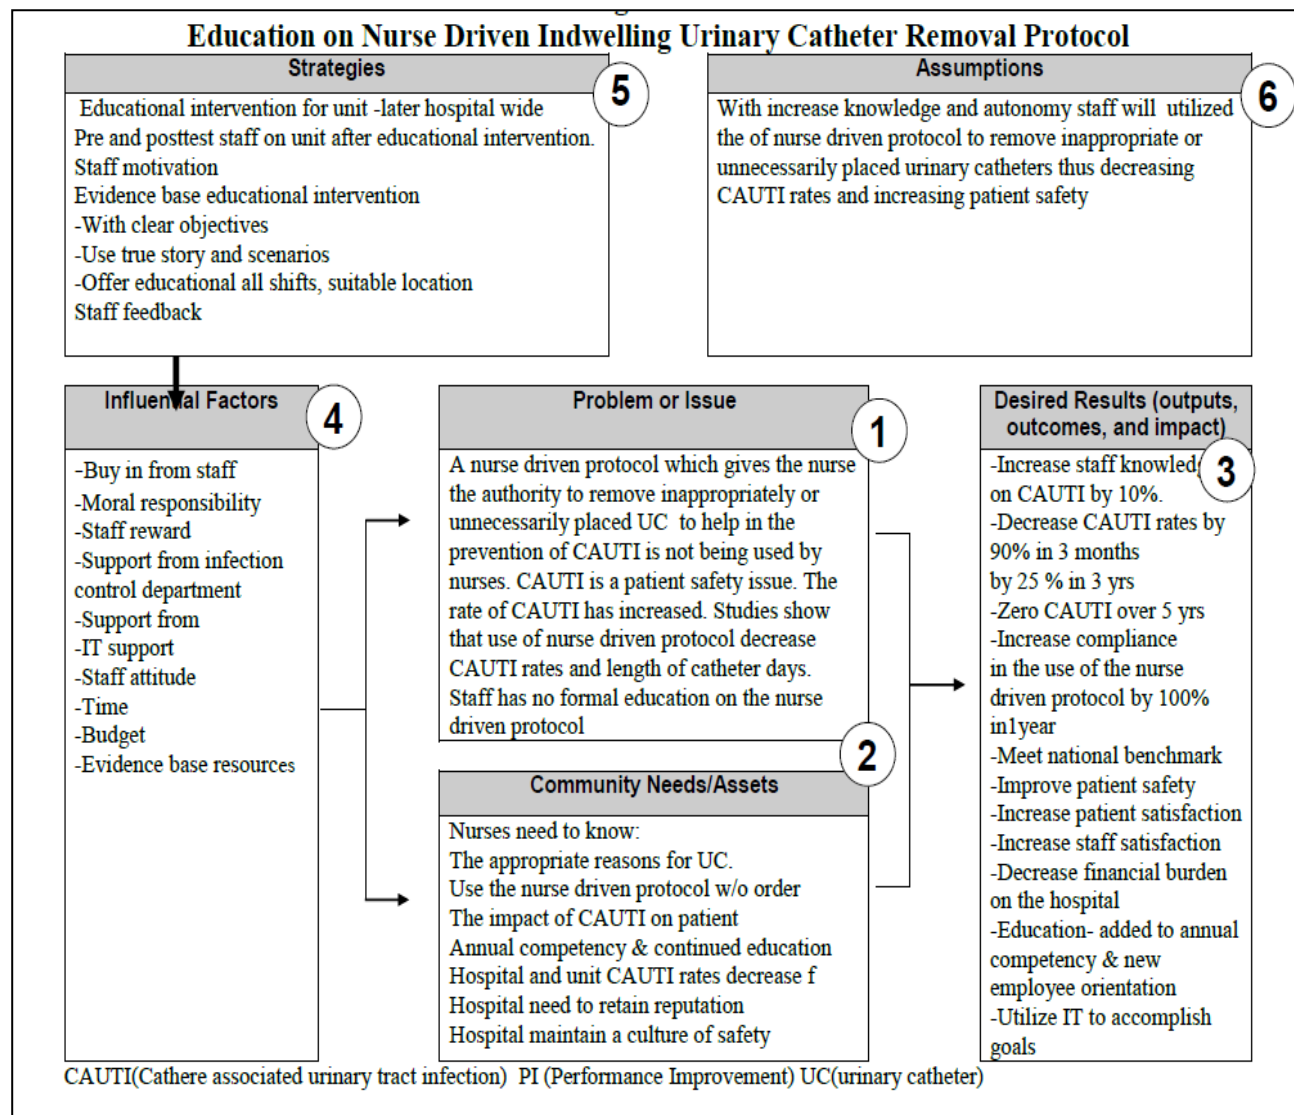 Education on Nurse Driven Indwelling Urinary Catheter Removal Protocol
Strategies
5
Educational intervention for unit -later hospital wide
Pre and posttest staff on unit after educational intervention.
Staff motivation
Evidence base educational intervention
-With clear objectives
-Use true story and scenarios
-Offer educational all shifts, suitable location
Staff feedback
Assumptions
6
With increase knowledge and autonomy staff will utilized
the of nurse driven protocol to remove inappropriate or
unnecessarily placed urinary catheters thus decreasing
CAUTI rates and increasing patient safety
Influential Factors
4
-Buy in from staff
-Moral responsibility
-Staff reward
-Support from infection
control department
-Support from
-IT support
-Staff attitude
-Time
-Budget
-Evidence base resources
Problem or Issue
1
A nurse driven protocol which gives the nurse
the authority to remove inappropriately or
unnecessarily placed UC to help in the
prevention of CAUTI is not being used by
nurses. CAUTI is a patient safety issue. The
rate of CAUTI has increased. Studies show
that use of nurse driven protocol decrease
CAUTI rates and length of catheter days.
Staff has no formal education on the nurse
driven protocol
2
Community Needs/Assets
Nurses need to know:
The appropriate reasons for UC.
Use the nurse driven protocol w/o order
The impact of CAUTI on patient
Annual competency & continued education
Hospital and unit CAUTI rates decrease f
Hospital need to retain reputation
Hospital maintain a culture of safety
Desired Results (outputs,
outcomes, and impact)
3
-Increase staff knowledg
on CAUTI by 10%.
-Decrease CAUTI rates by
90% in 3 months
by 25 % in 3 yrs
-Zero CAUTI over 5 yrs
-Increase compliance
in the use of the nurse
driven protocol by 100%
in1year
-Meet national benchmark
-Improve patient safety
-Increase patient satisfaction
-Increase staff satisfaction
-Decrease financial burden
on the hospital
-Education- added to annual
competency & new
employee orientation
-Utilize IT to accomplish
goals
CAUTI(Cathere associated urinary tract infection) PI (Performance Improvement) UC(urinary catheter)